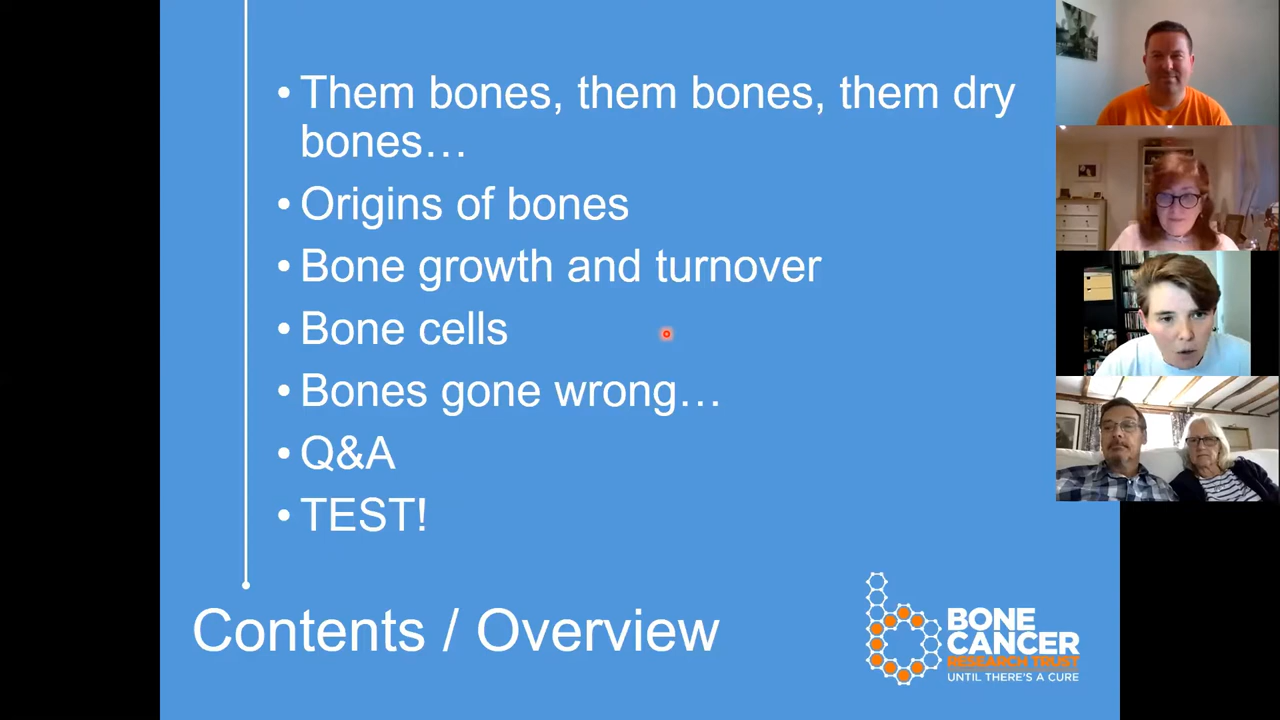 • Them bones, them bones, them dry
bones…
• Origins of bones
• Bone growth and turnover
• Bone cells
• Bones gone wrong…
• Q&A
• TEST!
Contents / Overview
BONE
CANCER
RESEARCH TRUST
UNTIL THERE'S A CURE